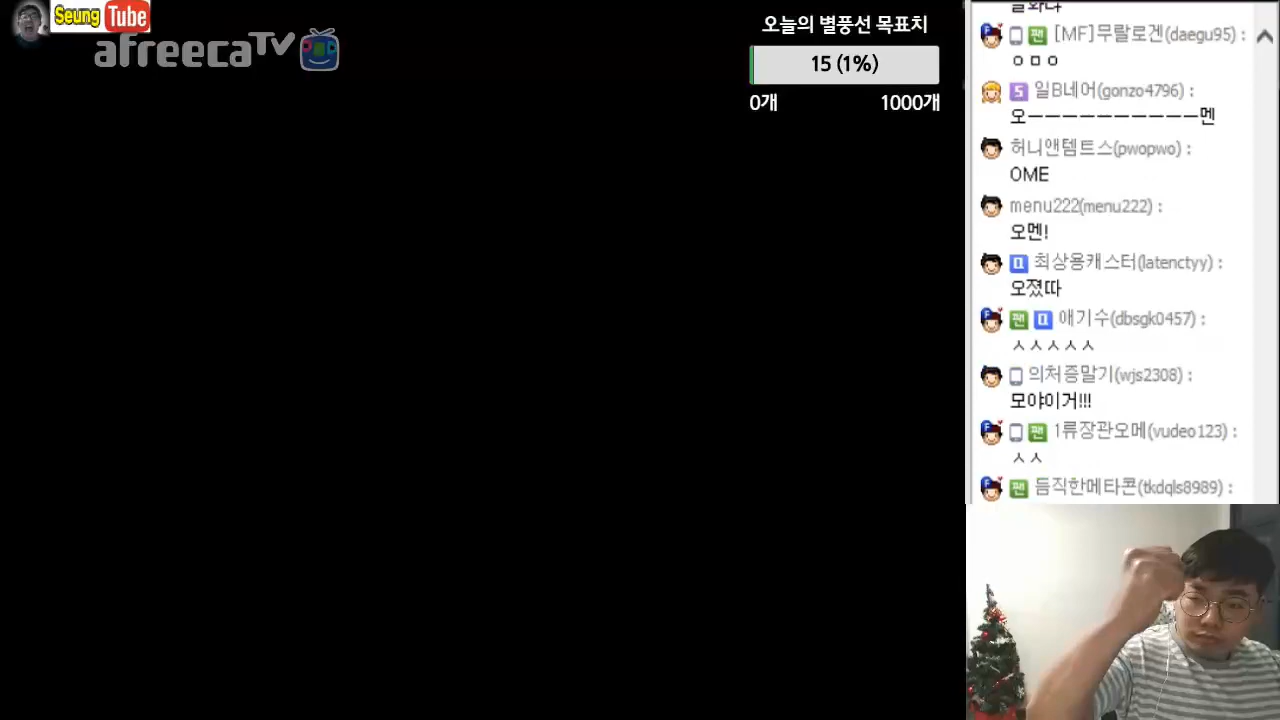 Seung Tube
afreecaTV
오늘의 별풍선 목표치
15 (1%)
0개 1000개
팬 [MF]무랄로겐(daegu95) :
ㅇㅁㅇ
S 일B네어(gonzo4796) :
오ㅡㅡㅡㅡㅡㅡㅡㅡㅡㅡ멘
허니앤템트스(pwopwo) :
OME
menu222(menu222) :
오멘!
최상용캐스터(latenctyy) :
오졌따
팬 애기수(dbsgk0457) :
ㅅㅅㅅㅅㅅ
의처증말기(wjs2308) :
모야이거!!!
팬 1류장관오메(vudeo123) :
ㅅㅅ
팬 듬직한메타콘(tkdqls8989) :